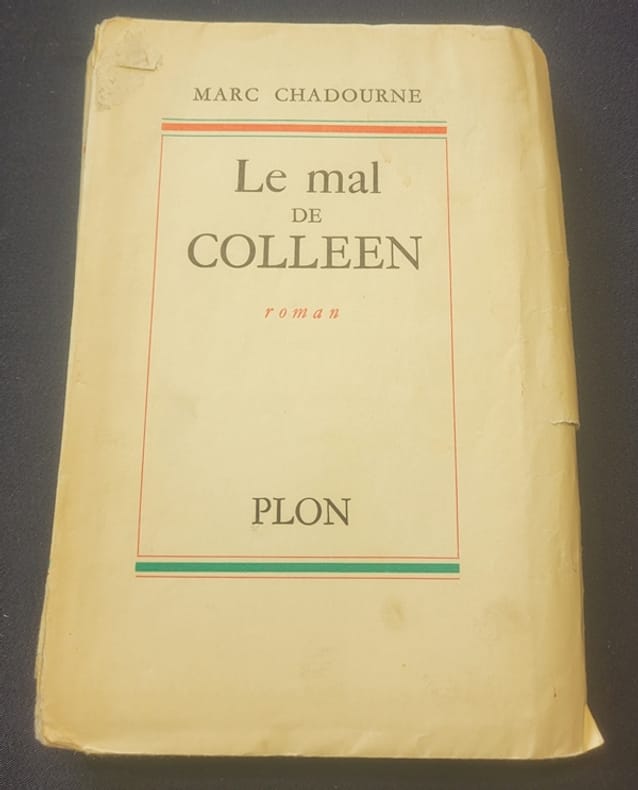 MARC CHADOURNE
Le mal
DE
COLLEEN
roman
PLON